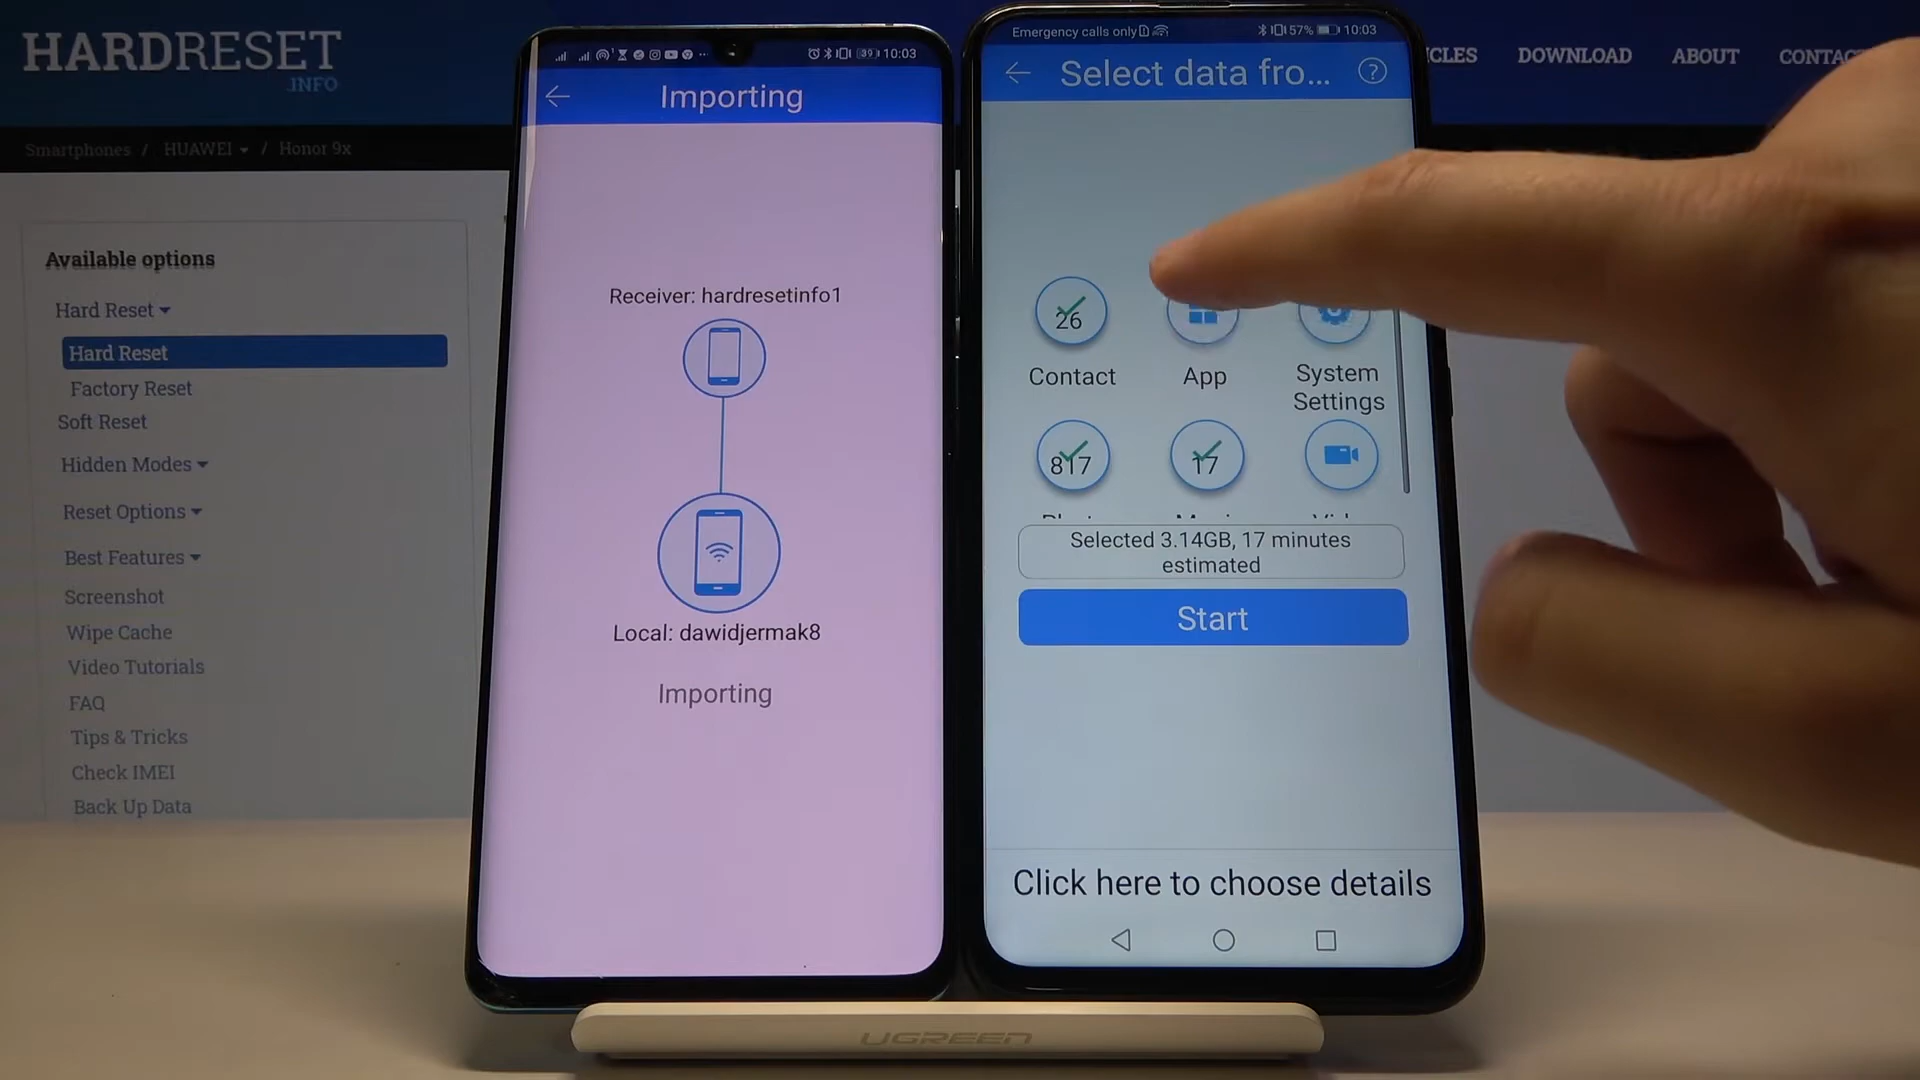 HARDRESET
.INFO
ICLES
DOWNLOAD
ABOUT
CONTAC
Smartphones / HUAWEI / Honor 9x
Available options
Hard Reset
Hard Reset
Factory Reset
Soft Reset
Hidden Modes
Reset Options
Best Features
Screenshot
Wipe Cache
Video Tutorials
FAQ
Tips & Tricks
Check IMEI
Back Up Data
39 10:03
Importing
Receiver: hardresetinfo1
Local: dawidjermak8
Importing
Emergency calls only
57% 10:03
Select data fro... ?
26
Contact
App
System
Settings
817
17
Selected 3.14GB, 17 minutes
estimated
Start
Click here to choose details
UGREEN